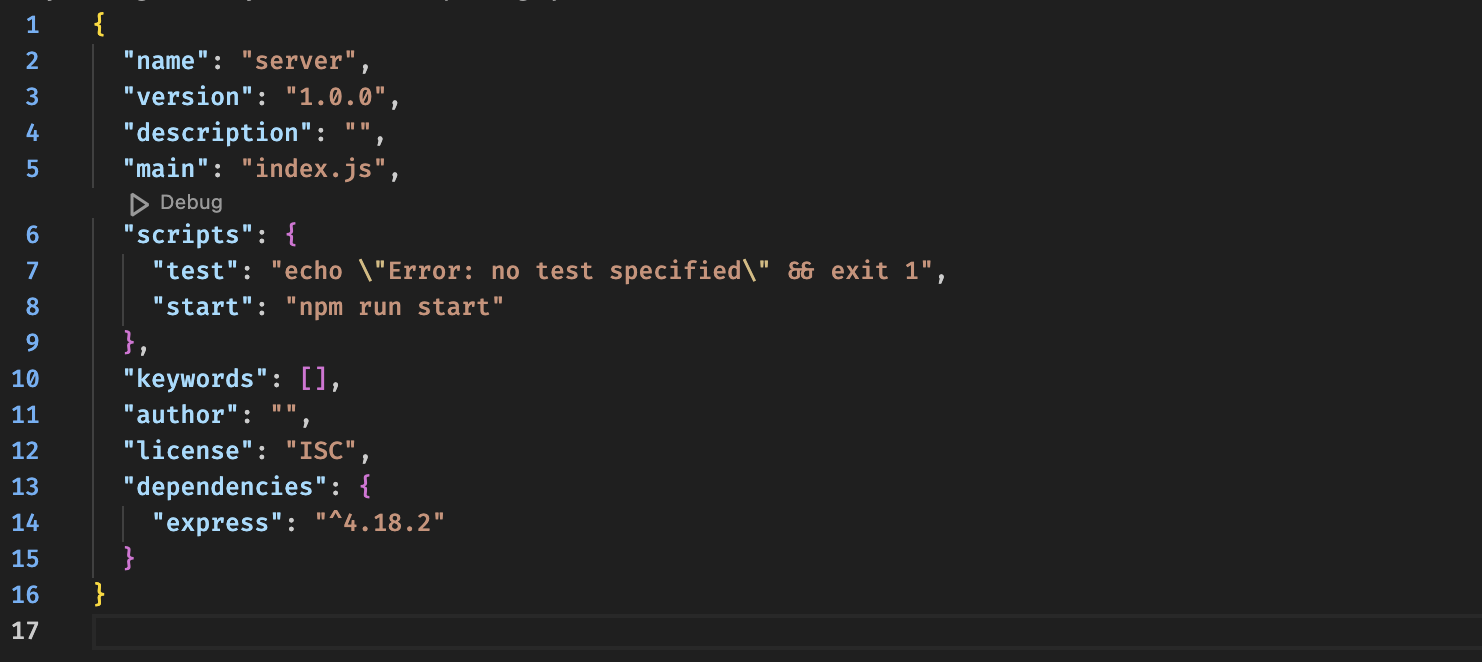 1 {
2   "name": "server",
3   "version": "1.0.0",
4   "description": "",
5   "main": "index.js",
Debug
6   "scripts": {
7     "test": "echo \"Error: no test specified\" && exit 1",
8     "start": "npm run start"
9   },
10   "keywords": [],
11   "author": "",
12   "license": "ISC",
13   "dependencies": {
14     "express": "^4.18.2"
15   }
16 }
17